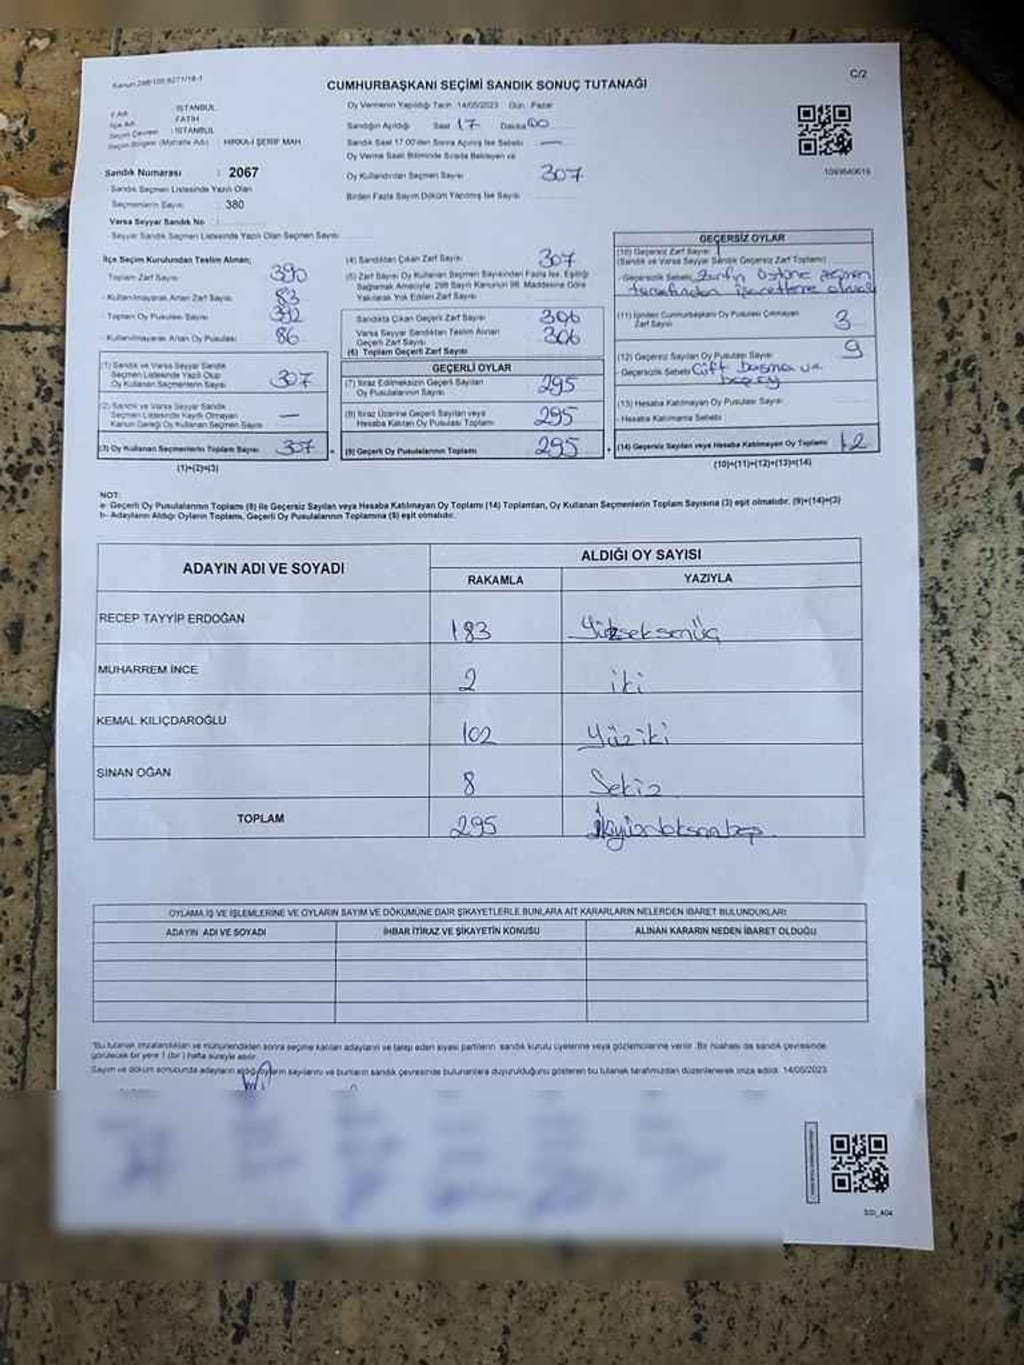 Kanun 298/105 6271/18-1
CUMHURBAŞKANI SEÇİMİ SANDIK SONUÇ TUTANAĞI
C/2
İl Adı : İSTANBUL
İlçe Adı : FATİH
Seçim Çevresi : İSTANBUL
Seçim Bölgesi (Mahalle Adı) : HIRKA-İ ŞERİF MAH
Sandık Numarası : 2067
Sandık Seçmen Listesinde Yazılı Olan
Seçmenlerin Sayısı : 380
Varsa Seyyar Sandık No :
Seyyar Sandık Seçmen Listesinde Yazılı Olan Seçmen Sayısı
Oy Vermenin Yapıldığı Tarih 14/05/2023 Gün : Pazar
Sandığın Açıldığı Saat 17 Dakika 00
Sandık Saat 17.00'den Sonra Açılmış İse Sebebi —
Oy Verme Saati Bitiminde Sırada Bekleyen ve
Oy Kullandırılan Seçmen Sayısı 307
Birden Fazla Sayım Döküm Yapılmış İse Sayısı
1099640619
İlçe Seçim Kurulundan Teslim Alınan;
Toplam Zarf Sayısı 390
Kullanılmayarak Artan Zarf Sayısı 83
Toplam Oy Pusulası Sayısı 392
Kullanılmayarak Artan Oy Pusulası 86
(1) Sandık ve Varsa Seyyar Sandık
Seçmen Listesinde Yazılı Olup
Oy Kullanan Seçmenlerin Sayısı 307
(2) Sandık ve Varsa Seyyar Sandık
Seçmen Listesinde Kayıtlı Olmayan
Kanun Gereği Oy Kullanan Seçmen Sayısı —
(3) Oy Kullanan Seçmenlerin Toplam Sayısı 307
(1)+(2)=(3)
(4) Sandıktan Çıkan Zarf Sayısı 307
(5) Zarf Sayısı Oy Kullanan Seçmen Sayısından Fazla İse, Eşitliği
Sağlamak Amacıyla, 298 Sayılı Kanunun 98. Maddesine Göre
Yakılarak Yok Edilen Zarf Sayısı
Sandıkta Çıkan Geçerli Zarf Sayısı 306
Varsa Seyyar Sandıktan Teslim Alınan
Geçerli Zarf Sayısı 306
(6) Toplam Geçerli Zarf Sayısı
GEÇERLİ OYLAR
(7) İtiraz Edilmeksizin Geçerli Sayılan
Oy Pusulalarının Sayısı 295
(8) İtiraz Üzerine Geçerli Sayılan veya
Hesaba Katılan Oy Pusulası Toplamı 295
(9) Geçerli Oy Pusulalarının Toplamı 295
GEÇERSİZ OYLAR
(10) Geçersiz Zarf Sayısı 1
(Sandık ve Varsa Seyyar Sandık Geçersiz Zarf Toplamı)
Geçersizlik Sebebi Zarfın üstüne seçmen
tarafından işaretleme olması
(11) İçinden Cumhurbaşkanı Oy Pusulası Çıkmayan
Zarf Sayısı 3
(12) Geçersiz Sayılan Oy Pusulası Sayısı 9
Geçersizlik Sebebi Çift basma ve
(13) Hesaba Katılmayan Oy Pusulası Sayısı
Hesaba Katılmama Sebebi
(14) Geçersiz Sayılan veya Hesaba Katılmayan Oy Toplamı 12
(10)+(11)+(12)+(13)=(14)
NOT:
a- Geçerli Oy Pusulalarının Toplamı (9) ile Geçersiz Sayılan veya Hesaba Katılmayan Oy Toplamı (14) Toplamları, Oy Kullanan Seçmenlerin Toplam Sayısına (3) eşit olmalıdır. (9)+(14)=(3)
b- Adayların Aldığı Oyların Toplamı, Geçerli Oy Pusulalarının Toplamına (9) eşit olmalıdır.
ADAYIN ADI VE SOYADI
ALDIĞI OY SAYISI
RAKAMLA YAZIYLA
RECEP TAYYİP ERDOĞAN 183 Yükseksenüç
MUHARREM İNCE 2 iki
KEMAL KILIÇDAROĞLU 102 Yüziki
SİNAN OĞAN 8 Sekiz
TOPLAM 295
OYLAMA İŞ VE İŞLEMLERİNE VE OYLARIN SAYIM VE DÖKÜMÜNE DAİR ŞİKAYETLERLE BUNLARA AİT KARARLARIN NELERDEN İBARET BULUNDUKLARI
ADAYIN ADI VE SOYADI İHBAR İTİRAZ VE ŞİKAYETİN KONUSU ALINAN KARARIN NEDEN İBARET OLDUĞU
"Bu tutanak imzalandıktan ve mühürlendikten sonra seçime katılan adayların ve talep eden siyasi partilerin sandık kurulu üyelerine veya gözlemcilerine verilir. Bir nüshası da sandık çevresinde
görülecek bir yere 1 (bir) hafta süreyle asılır.
Sayım ve döküm sonucunda adayların aldığı oyların sayılarını ve bunların sandık çevresinde bulunanlara duyurulduğunu gösteren bu tutanak tarafımızdan düzenlenerek imza edildi. 14/05/2023
SSI_A04